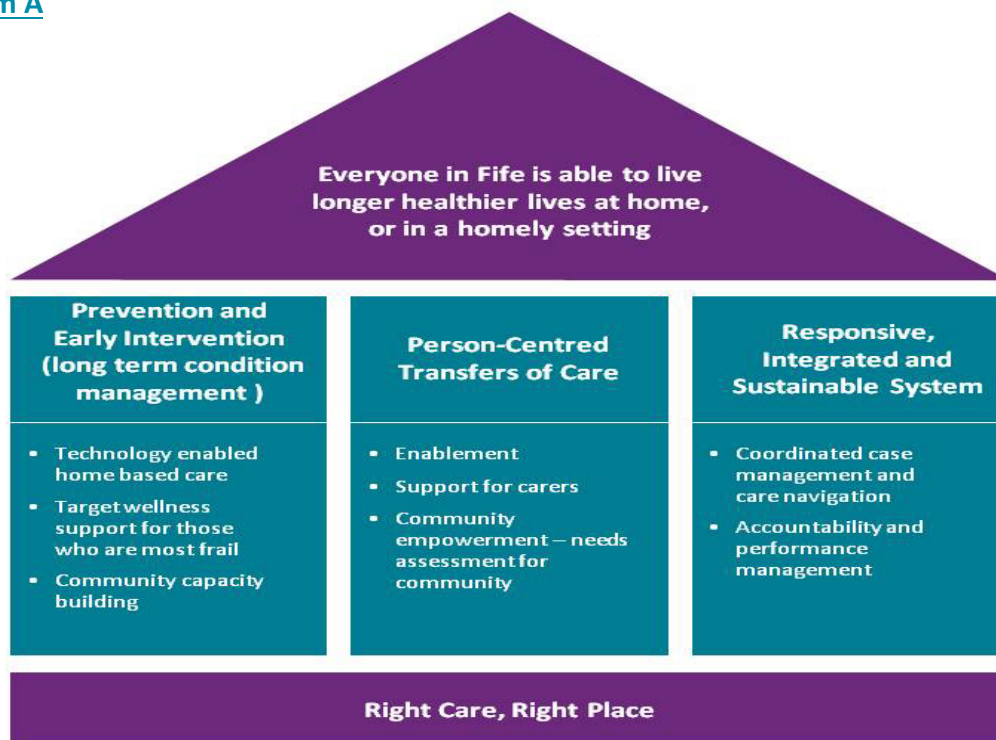 m A
Everyone in Fife is able to live
longer healthier lives at home,
or in a homely setting
Prevention and
Early Intervention
(long term condition
management )
• Technology enabled
home based care
• Target wellness
support for those
who are most frail
• Community capacity
building
Person-Centred
Transfers of Care
• Enablement
• Support for carers
• Community
empowerment – needs
assessment for
community
Responsive,
Integrated and
Sustainable System
• Coordinated case
management and
care navigation
• Accountability and
performance
management
Right Care, Right Place